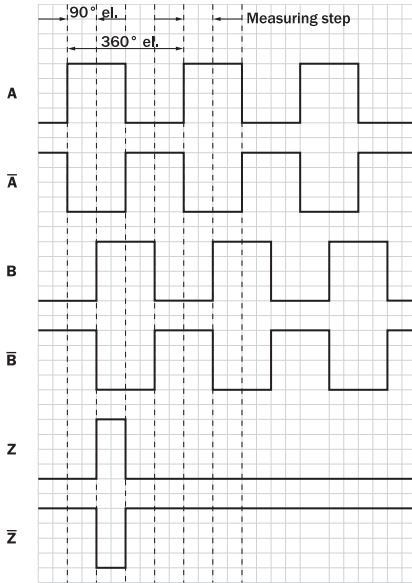 90° el.
Measuring step
360° el.
A
A̅
B
B̅
Z
Z̅